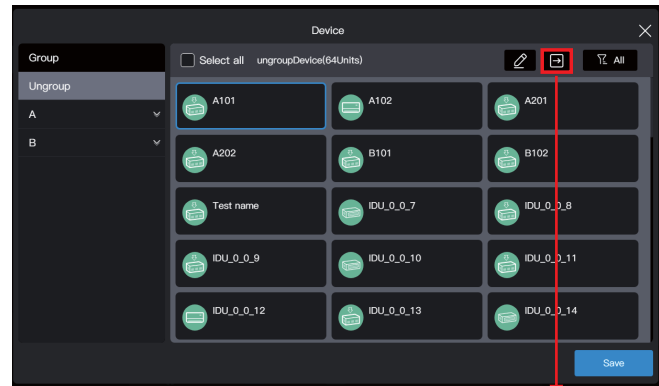 Device
Group
Select all ungroupDevice(64Units)
All
Ungroup
A
B
A101
A102
A201
A202
B101
B102
Test name
IDU_0_0_7
IDU_0_0_8
IDU_0_0_9
IDU_0_0_10
IDU_0_0_11
IDU_0_0_12
IDU_0_0_13
IDU_0_0_14
Save